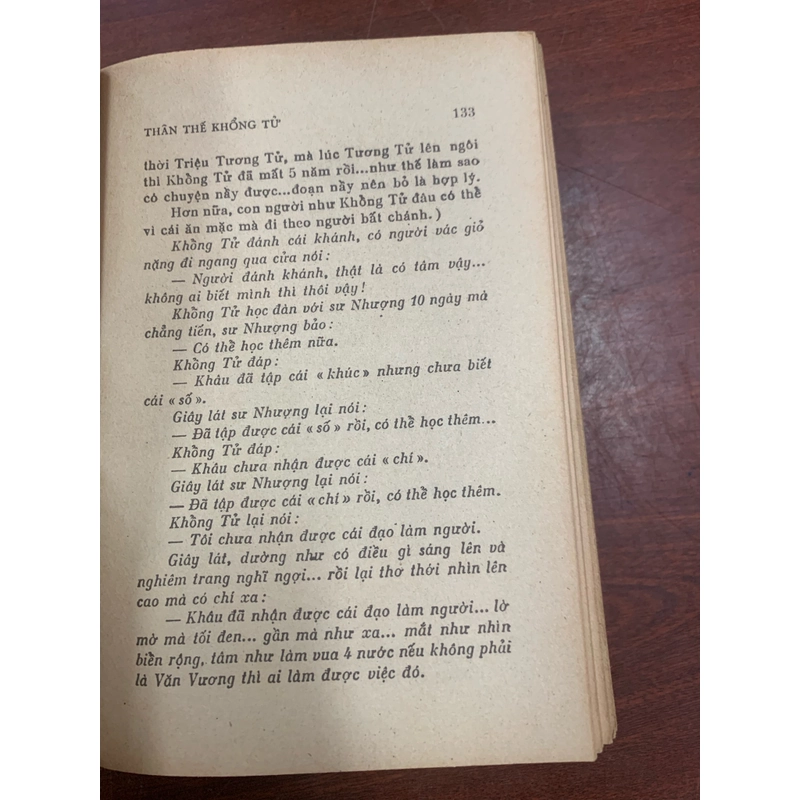 THÂN THẾ KHỔNG TỬ 133
thời Triệu Tương Tử, mà lúc Tương Tử lên ngôi
thì Khổng Tử đã mất 5 năm rồi...như thế làm sao
có chuyện nầy được...đoạn nầy nên bỏ là hợp lý.
Hơn nữa, con người như Khổng Tử đâu có thể
vì cái ăn mặc mà đi theo người bất chánh.)
Khổng Tử đánh cái khánh, có người vác giỏ
nặng đi ngang qua cửa nói:
— Người đánh khánh, thật là có tâm vậy...
không ai biết mình thì thôi vậy!
Khổng Tử học đàn với sư Nhượng 10 ngày mà
chẳng tiến, sư Nhượng bảo:
— Có thể học thêm nữa.
Khổng Tử đáp:
— Khâu đã tập cái « khúc» nhưng chưa biết
cái « số ».
Giây lát sư Nhượng lại nói:
— Đã tập được cái « số » rồi, có thể học thêm...
Khổng Tử đáp:
— Khâu chưa nhận được cái « chí ».
Giây lát sư Nhượng lại nói:
— Đã tập được cái «chí » rồi, có thể học thêm.
Khổng Tử lại nói:
— Tôi chưa nhận được cái đạo làm người.
Giây lát, dường như có điều gì sáng lên và
nghiêm trang nghĩ ngợi... rồi lại thơ thới nhìn lên
cao mà có chí xa:
— Khâu đã nhận được cái đạo làm người... lờ
mờ mà tối đen... gần mà như xa... mắt như nhìn
biển rộng, tâm như làm vua 4 nước nếu không phải
là Văn Vương thì ai làm được việc đó.